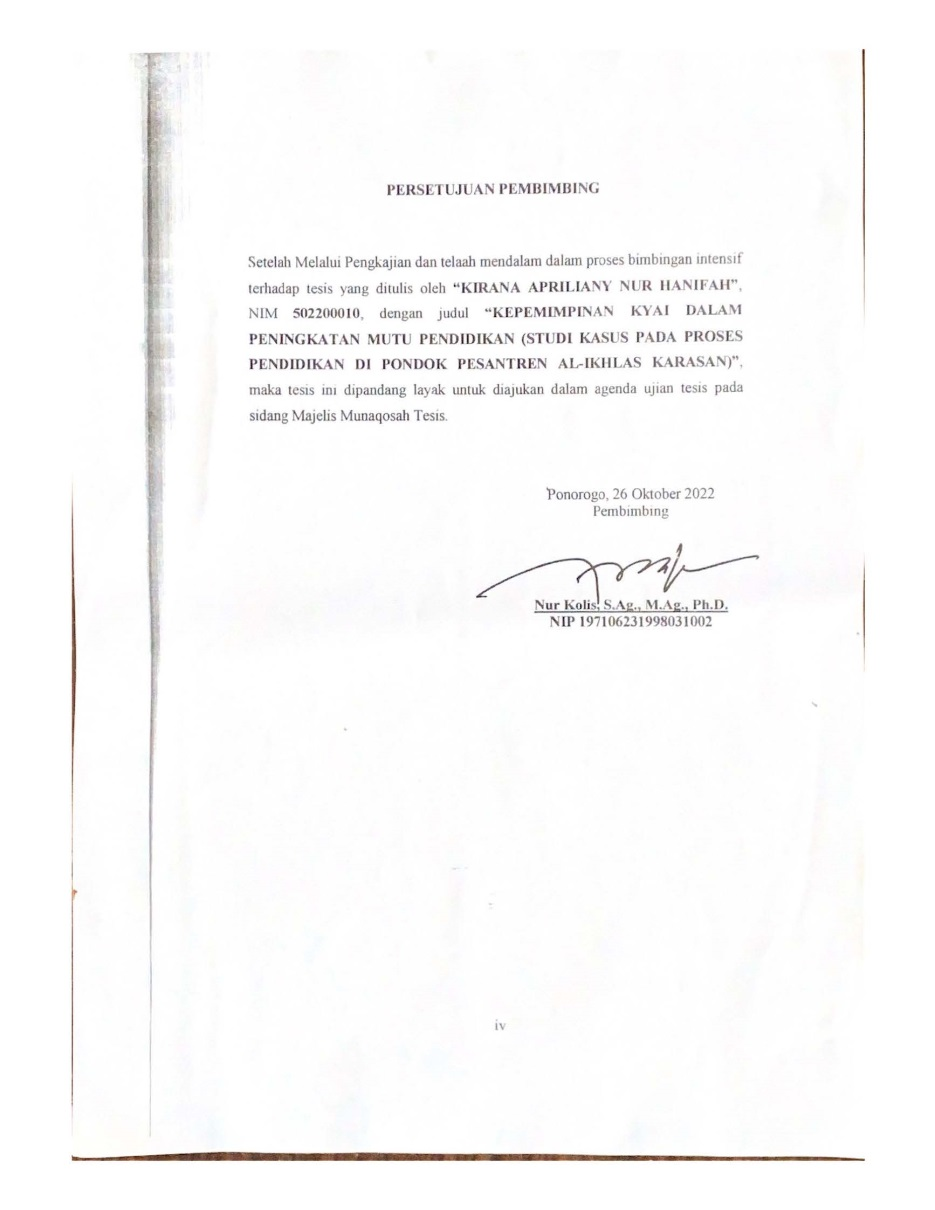 PERSETUJUAN PEMBIMBING
Setelah Melalui Pengkajian dan telaah mendalam dalam proses bimbingan intensif
terhadap tesis yang ditulis oleh “KIRANA APRILIANY NUR HANIFAH”,
NIM 502200010, dengan judul “KEPEMIMPINAN KYAI DALAM
PENINGKATAN MUTU PENDIDIKAN (STUDI KASUS PADA PROSES
PENDIDIKAN DI PONDOK PESANTREN AL-IKHLAS KARASAN)”,
maka tesis ini dipandang layak untuk diajukan dalam agenda ujian tesis pada
sidang Majelis Munaqosah Tesis.
Ponorogo, 26 Oktober 2022
Pembimbing
Nur Kolis, S.Ag., M.Ag., Ph.D.
NIP 197106231998031002
iv